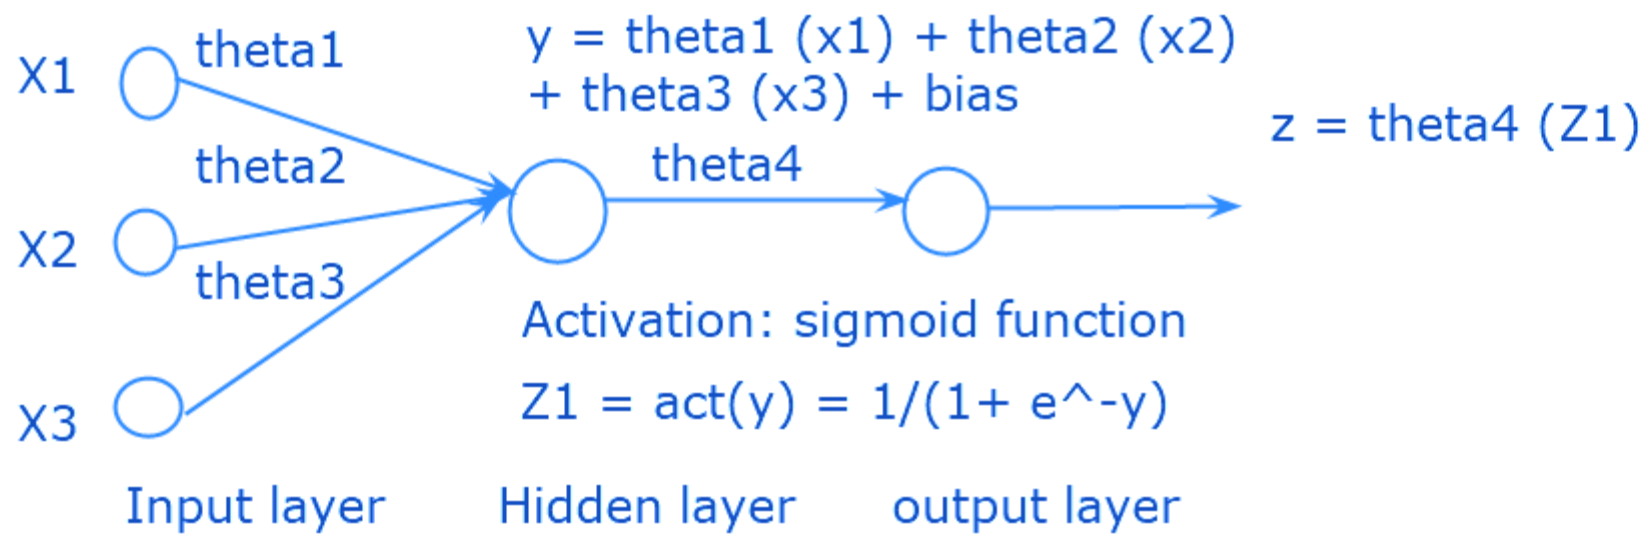 X1
theta1
y = theta1 (x1) + theta2 (x2)
+ theta3 (x3) + bias
z = theta4 (Z1)
theta2
theta4
X2
theta3
Activation: sigmoid function
X3
Z1 = act(y) = 1/(1+ e^-y)
Input layer
Hidden layer
output layer